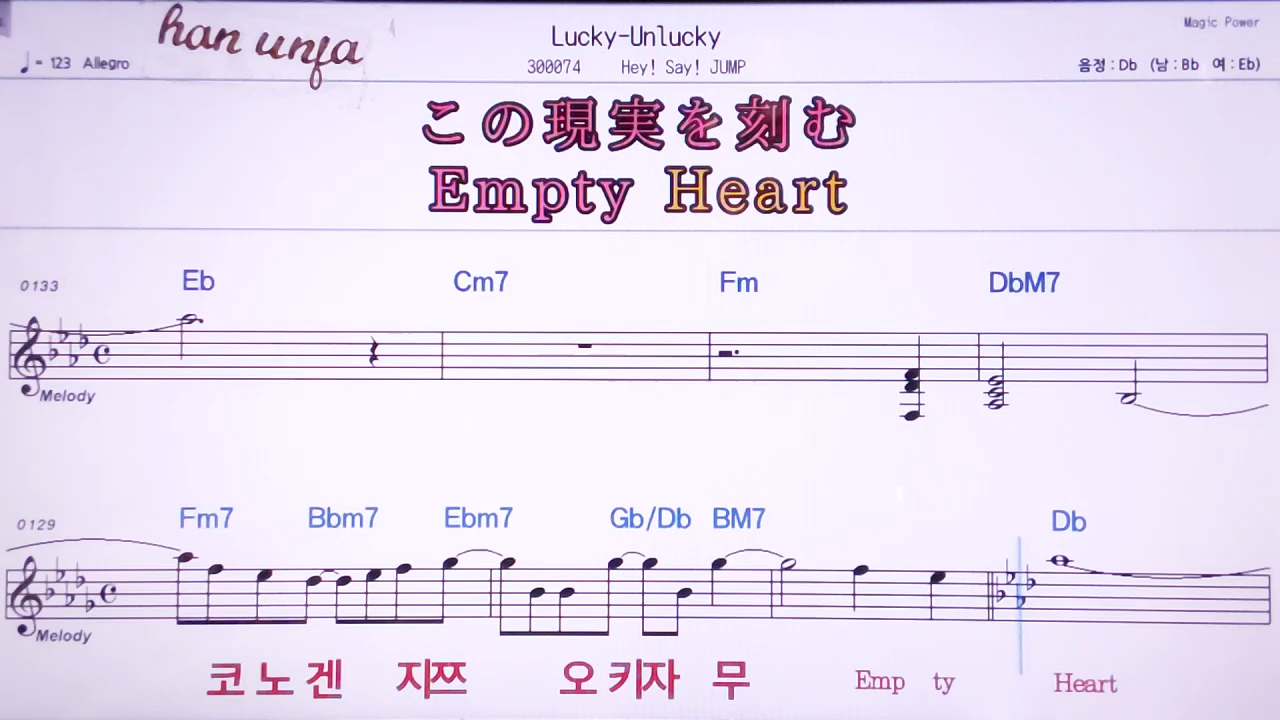 han unfa
Lucky-Unlucky
Magic Power
♩= 123 Allegro
300074 Hey! Say! JUMP
음정 : Db (남 : Bb 여 : Eb)
この現実を刻む
Empty Heart
0133 Eb Cm7 Fm DbM7
Melody
0129 Fm7 Bbm7 Ebm7 Gb/Db BM7 Db
Melody
코노겐 지쯔 오키자무 Emp ty Heart